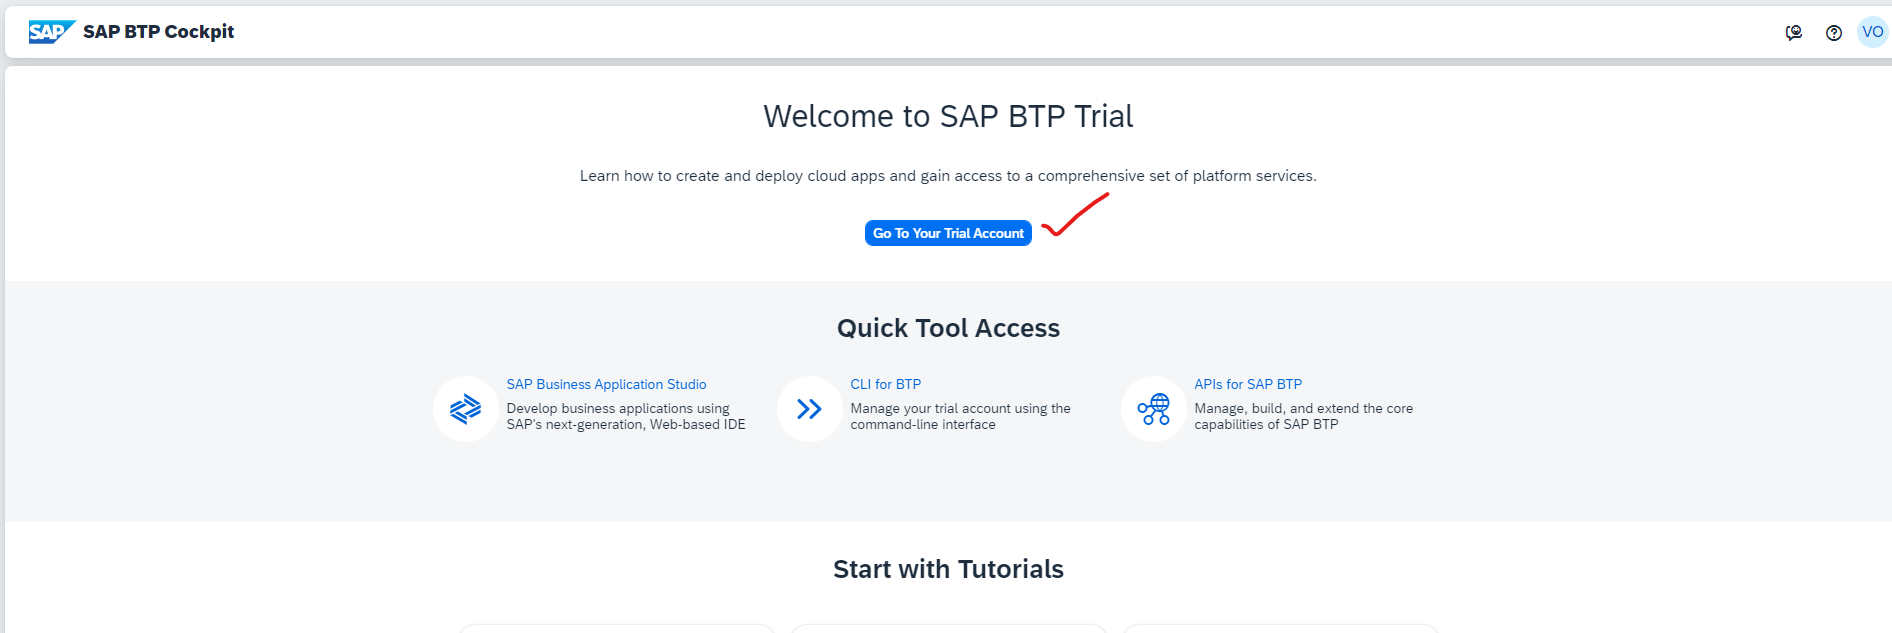 SAP SAP BTP Cockpit
VO
Welcome to SAP BTP Trial
Learn how to create and deploy cloud apps and gain access to a comprehensive set of platform services.
Go To Your Trial Account
Quick Tool Access
SAP Business Application Studio
Develop business applications using
SAP's next-generation, Web-based IDE
CLI for BTP
Manage your trial account using the
command-line interface
APIs for SAP BTP
Manage, build, and extend the core
capabilities of SAP BTP
Start with Tutorials